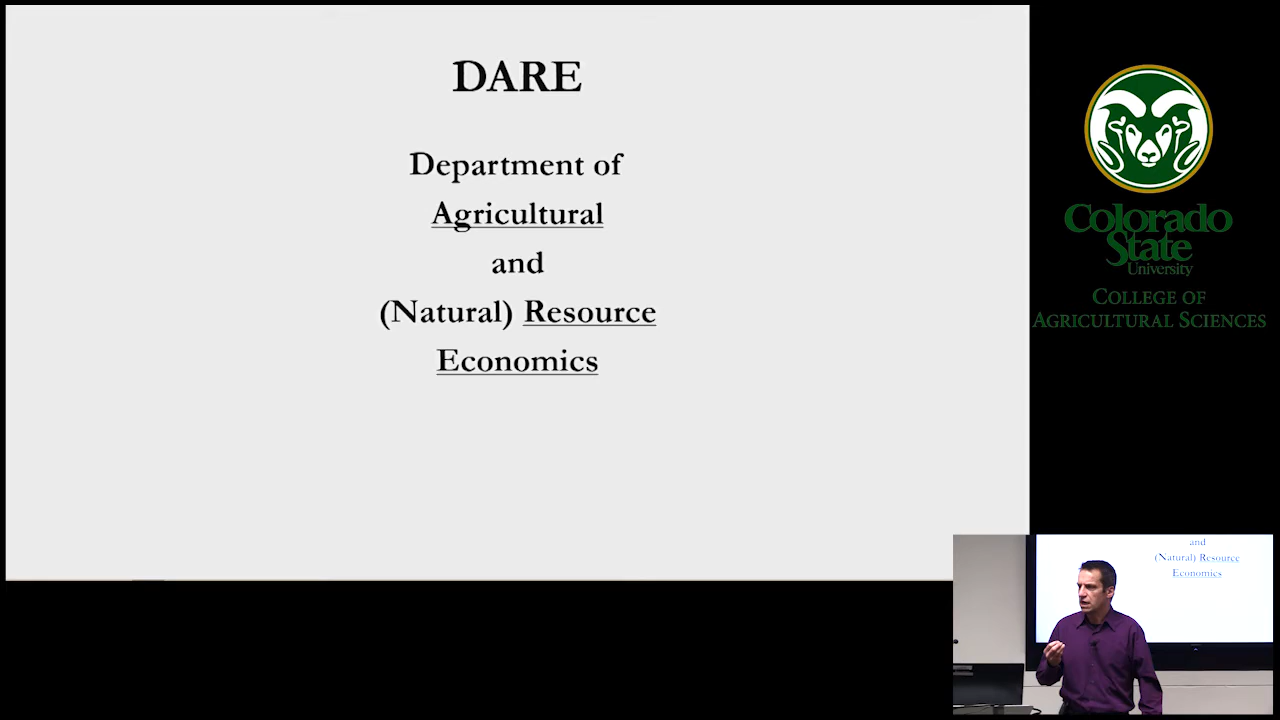 DARE
Department of
Agricultural
and
(Natural) Resource
Economics
Colorado
State
University
COLLEGE OF
AGRICULTURAL SCIENCES
and
(Natural) Resource
Economics